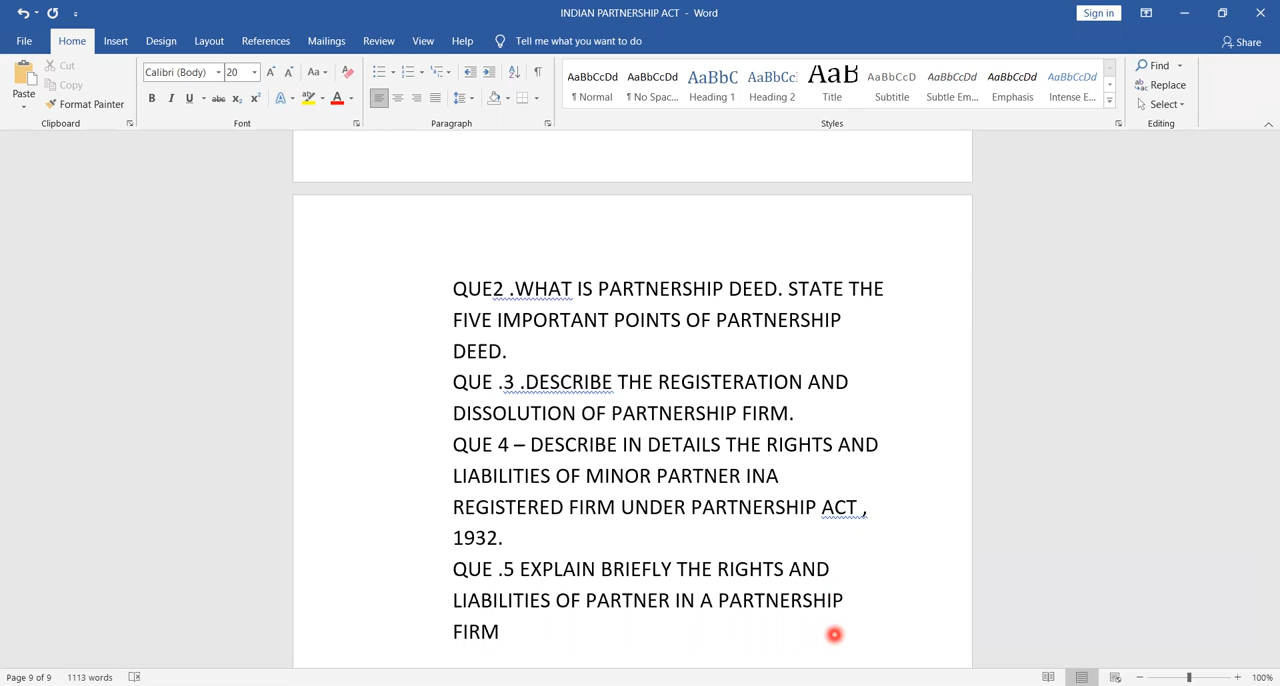 INDIAN PARTNERSHIP ACT - Word
Sign in
File Home Insert Design Layout References Mailings Review View Help Tell me what you want to do
Share
Paste
Cut
Copy
Format Painter
Clipboard
Calibri (Body) 20 A A Aa A
B I U abc X₂ X² A ab A
Font
Paragraph
AaBbCcDd AaBbCcDd AaBbC AaBbCc AaB AaBbCcD AaBbCcDd AaBbCcDd AaBbCcDd
¶ Normal ¶ No Spac... Heading 1 Heading 2 Title Subtitle Subtle Em... Emphasis Intense E...
Styles
Find
Replace
Select
Editing
QUE2 .WHAT IS PARTNERSHIP DEED. STATE THE
FIVE IMPORTANT POINTS OF PARTNERSHIP
DEED.
QUE .3 .DESCRIBE THE REGISTERATION AND
DISSOLUTION OF PARTNERSHIP FIRM.
QUE 4 – DESCRIBE IN DETAILS THE RIGHTS AND
LIABILITIES OF MINOR PARTNER INA
REGISTERED FIRM UNDER PARTNERSHIP ACT ,
1932.
QUE .5 EXPLAIN BRIEFLY THE RIGHTS AND
LIABILITIES OF PARTNER IN A PARTNERSHIP
FIRM
Page 9 of 9 1113 words
100%